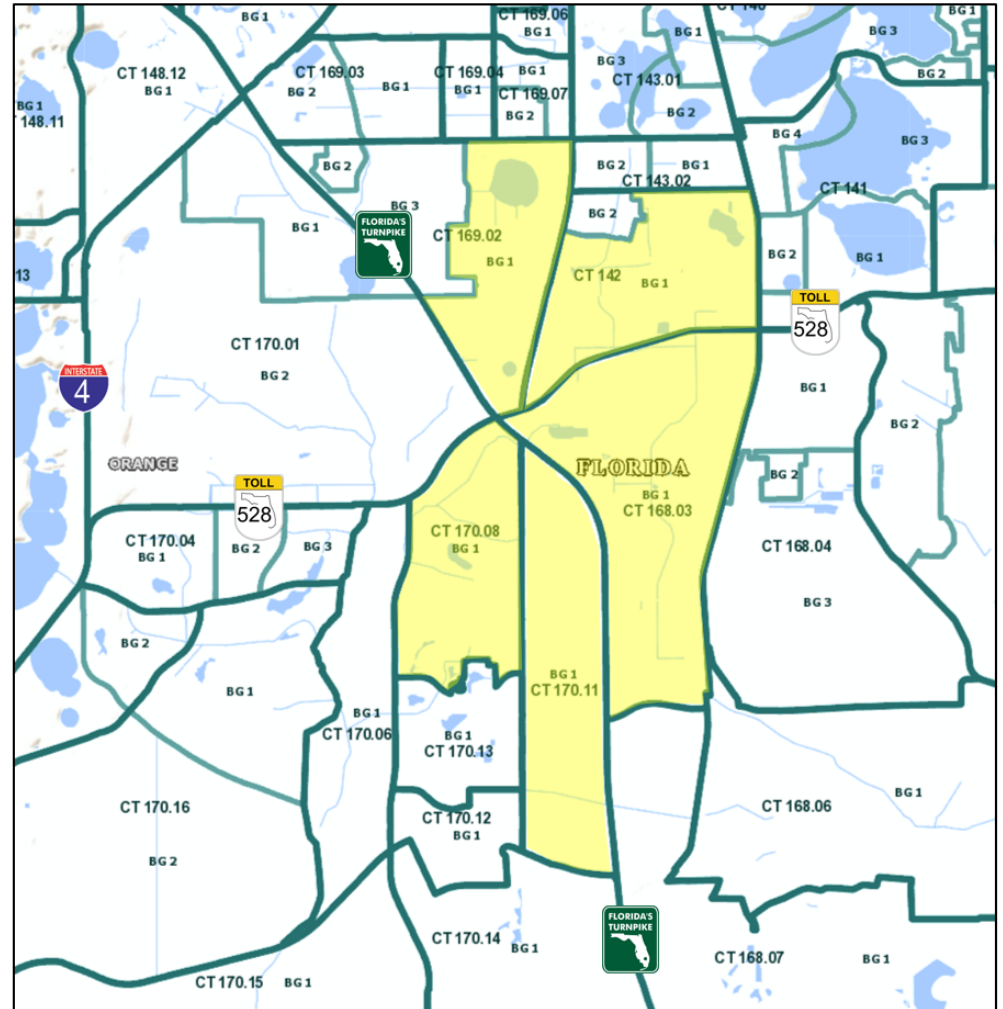 BG 1
CT 169.06
BG 1
BG 1
BG 3
BG 1
CT 148.12
BG 1
CT 169.03
BG 2
BG 1
CT 169.04
BG 1
BG 1
CT 169.07
BG 2
BG 3
CT 143.01
BG 2
BG 2
BG 1
148.11
BG 4
BG 3
BG 2
BG 3
BG 2
BG 1
CT 143.02
CT 141
BG 1
FLORIDA'S
TURNPIKE
CT 169.02
BG 1
BG 2
CT 142
BG 1
BG 2
BG 1
13
TOLL
528
CT 170.01
BG 2
INTERSTATE
4
BG 1
BG 2
ORANGE
FLORIDA
BG 1
CT 168.03
BG 2
TOLL
528
CT 170.04
BG 1
BG 2
BG 3
CT 170.08
BG 1
CT 168.04
BG 3
BG 2
BG 1
BG 1
CT 170.06
BG 1
CT 170.11
BG 1
CT 170.13
CT 170.16
BG 2
CT 170.12
BG 1
CT 168.06
BG 1
FLORIDA'S
TURNPIKE
CT 170.14
BG 1
CT 168.07
BG 1
CT 170.15
BG 1